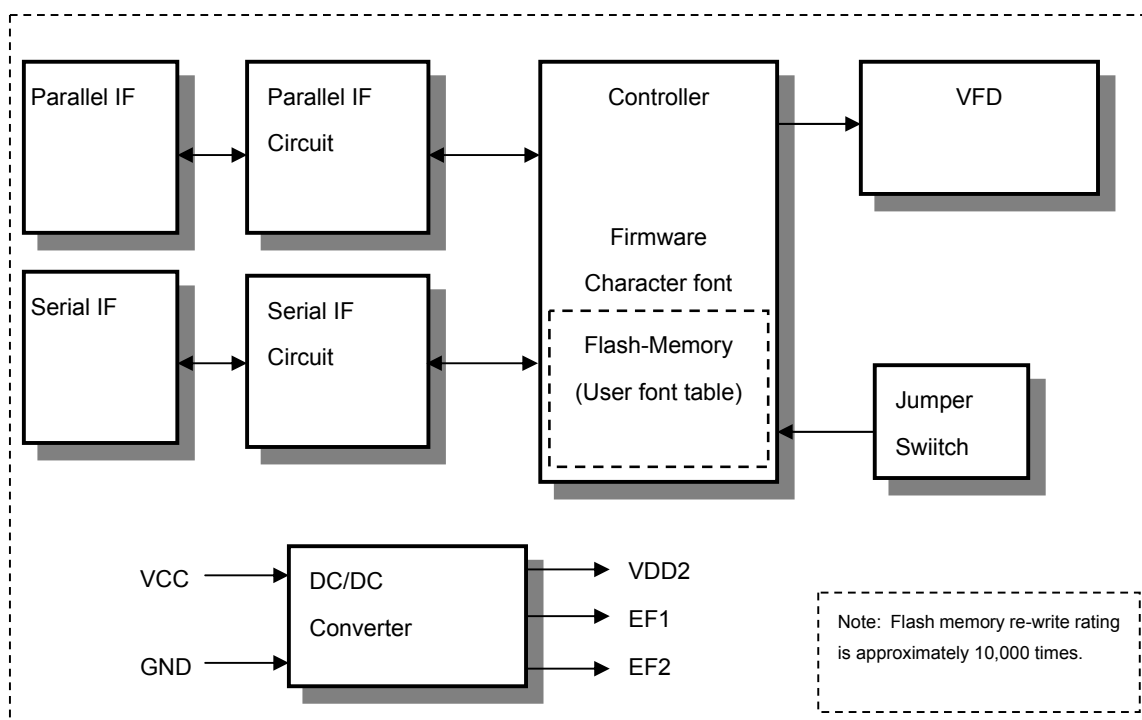 Parallel IF
Parallel IF
Circuit
Controller
Firmware
Character font
Flash-Memory
(User font table)
VFD
Serial IF
Serial IF
Circuit
Jumper
Swiitch
VCC
GND
DC/DC
Converter
VDD2
EF1
EF2
Note:  Flash memory re-write rating
is approximately 10,000 times.